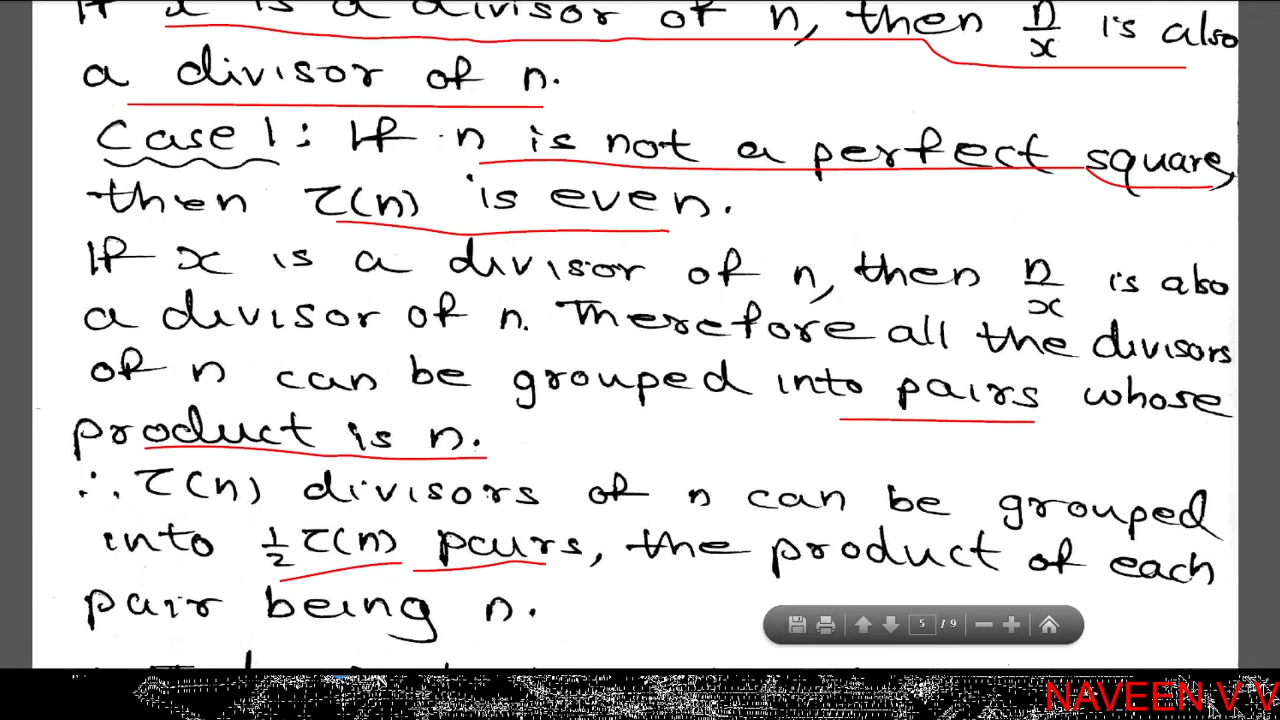 If x is a divisor of n, then n/x is also
a divisor of n.
Case 1: If n is not a perfect square,
then τ(n) is even.
If x is a divisor of n, then n/x is also
a divisor of n. Therefore all the divisors
of n can be grouped into pairs whose
product is n.
∴ τ(n) divisors of n can be grouped
into 1/2 τ(n) pairs, the product of each
pair being n.
5 / 9
NAVEEN V V